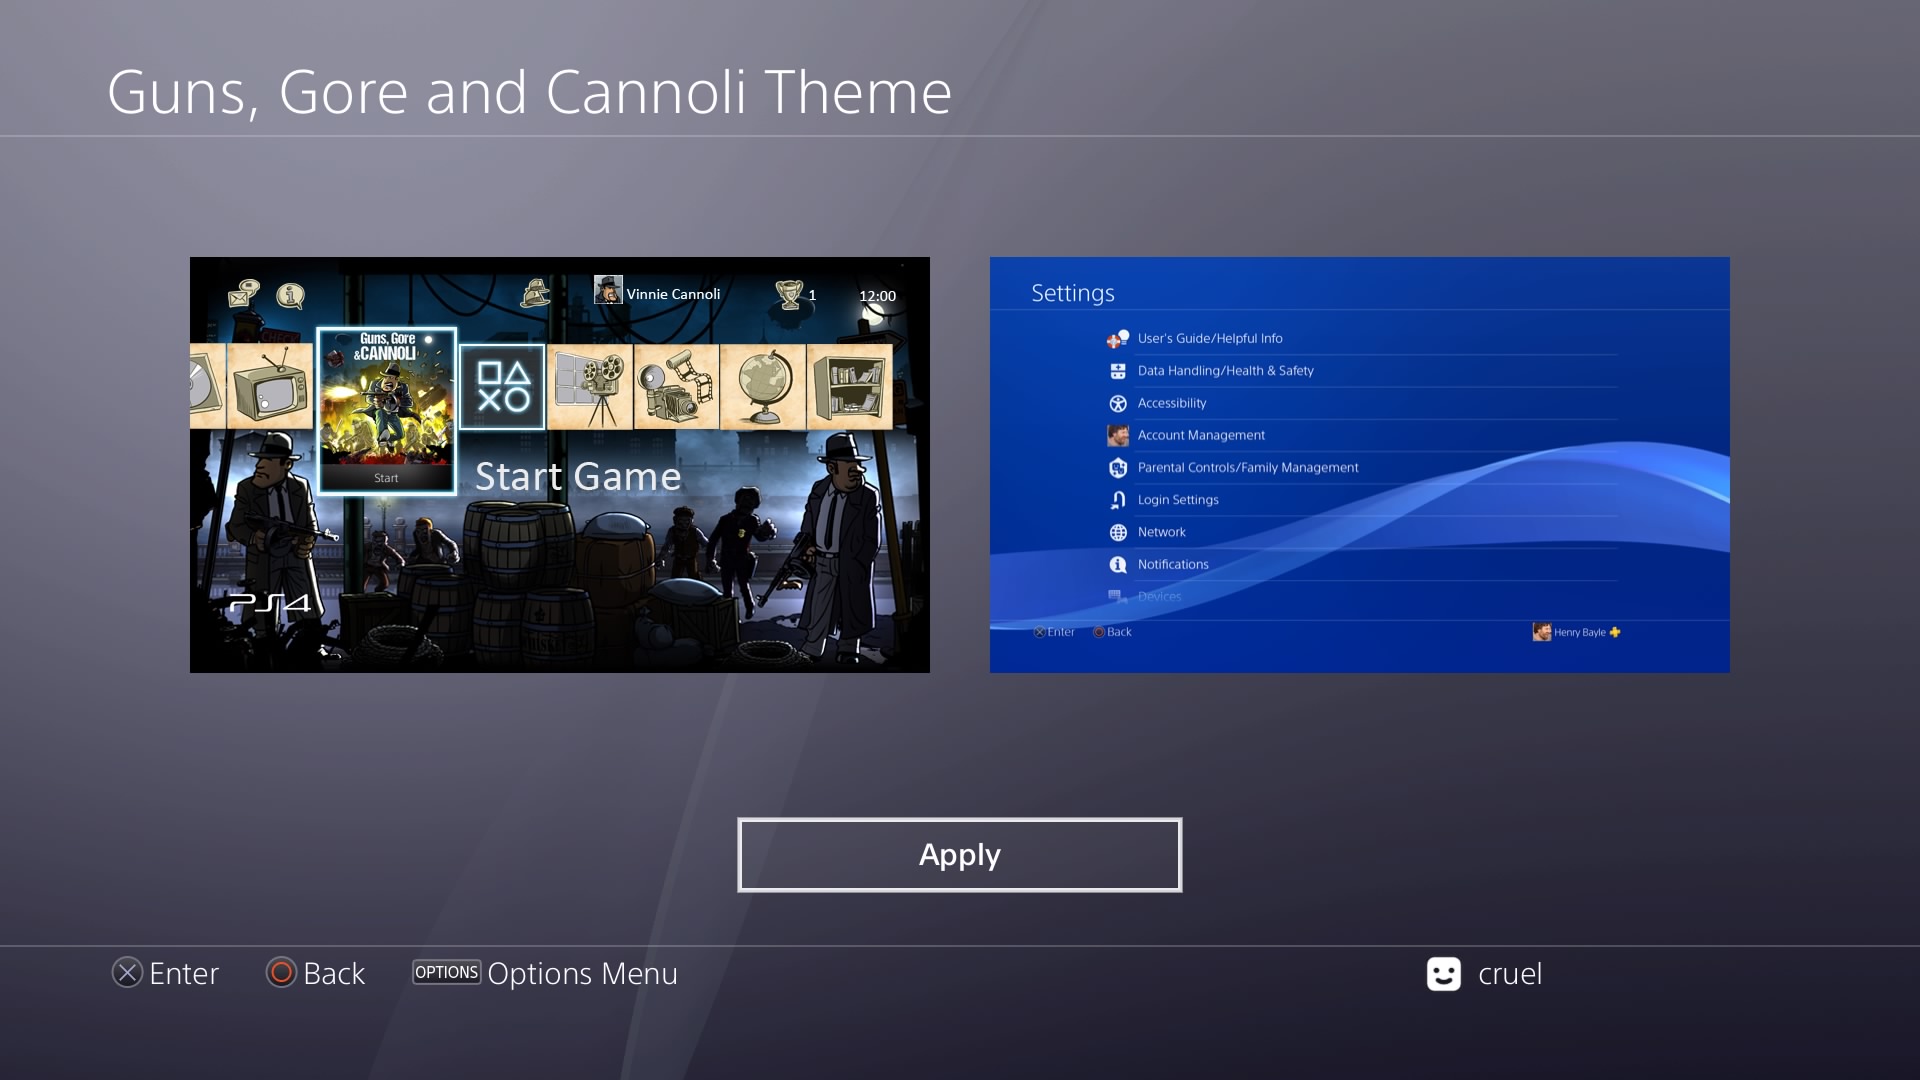 Guns, Gore and Cannoli Theme
Vinnie Cannoli
1
12:00
Guns, Gore
&CANNOLI
Start
Start Game
PS4
WHISKEY
Settings
User's Guide/Helpful Info
Data Handling/Health & Safety
Accessibility
Account Management
Parental Controls/Family Management
Login Settings
Network
Notifications
Devices
Enter
Back
Henry Bayle
Apply
Enter
Back
OPTIONS Options Menu
cruel